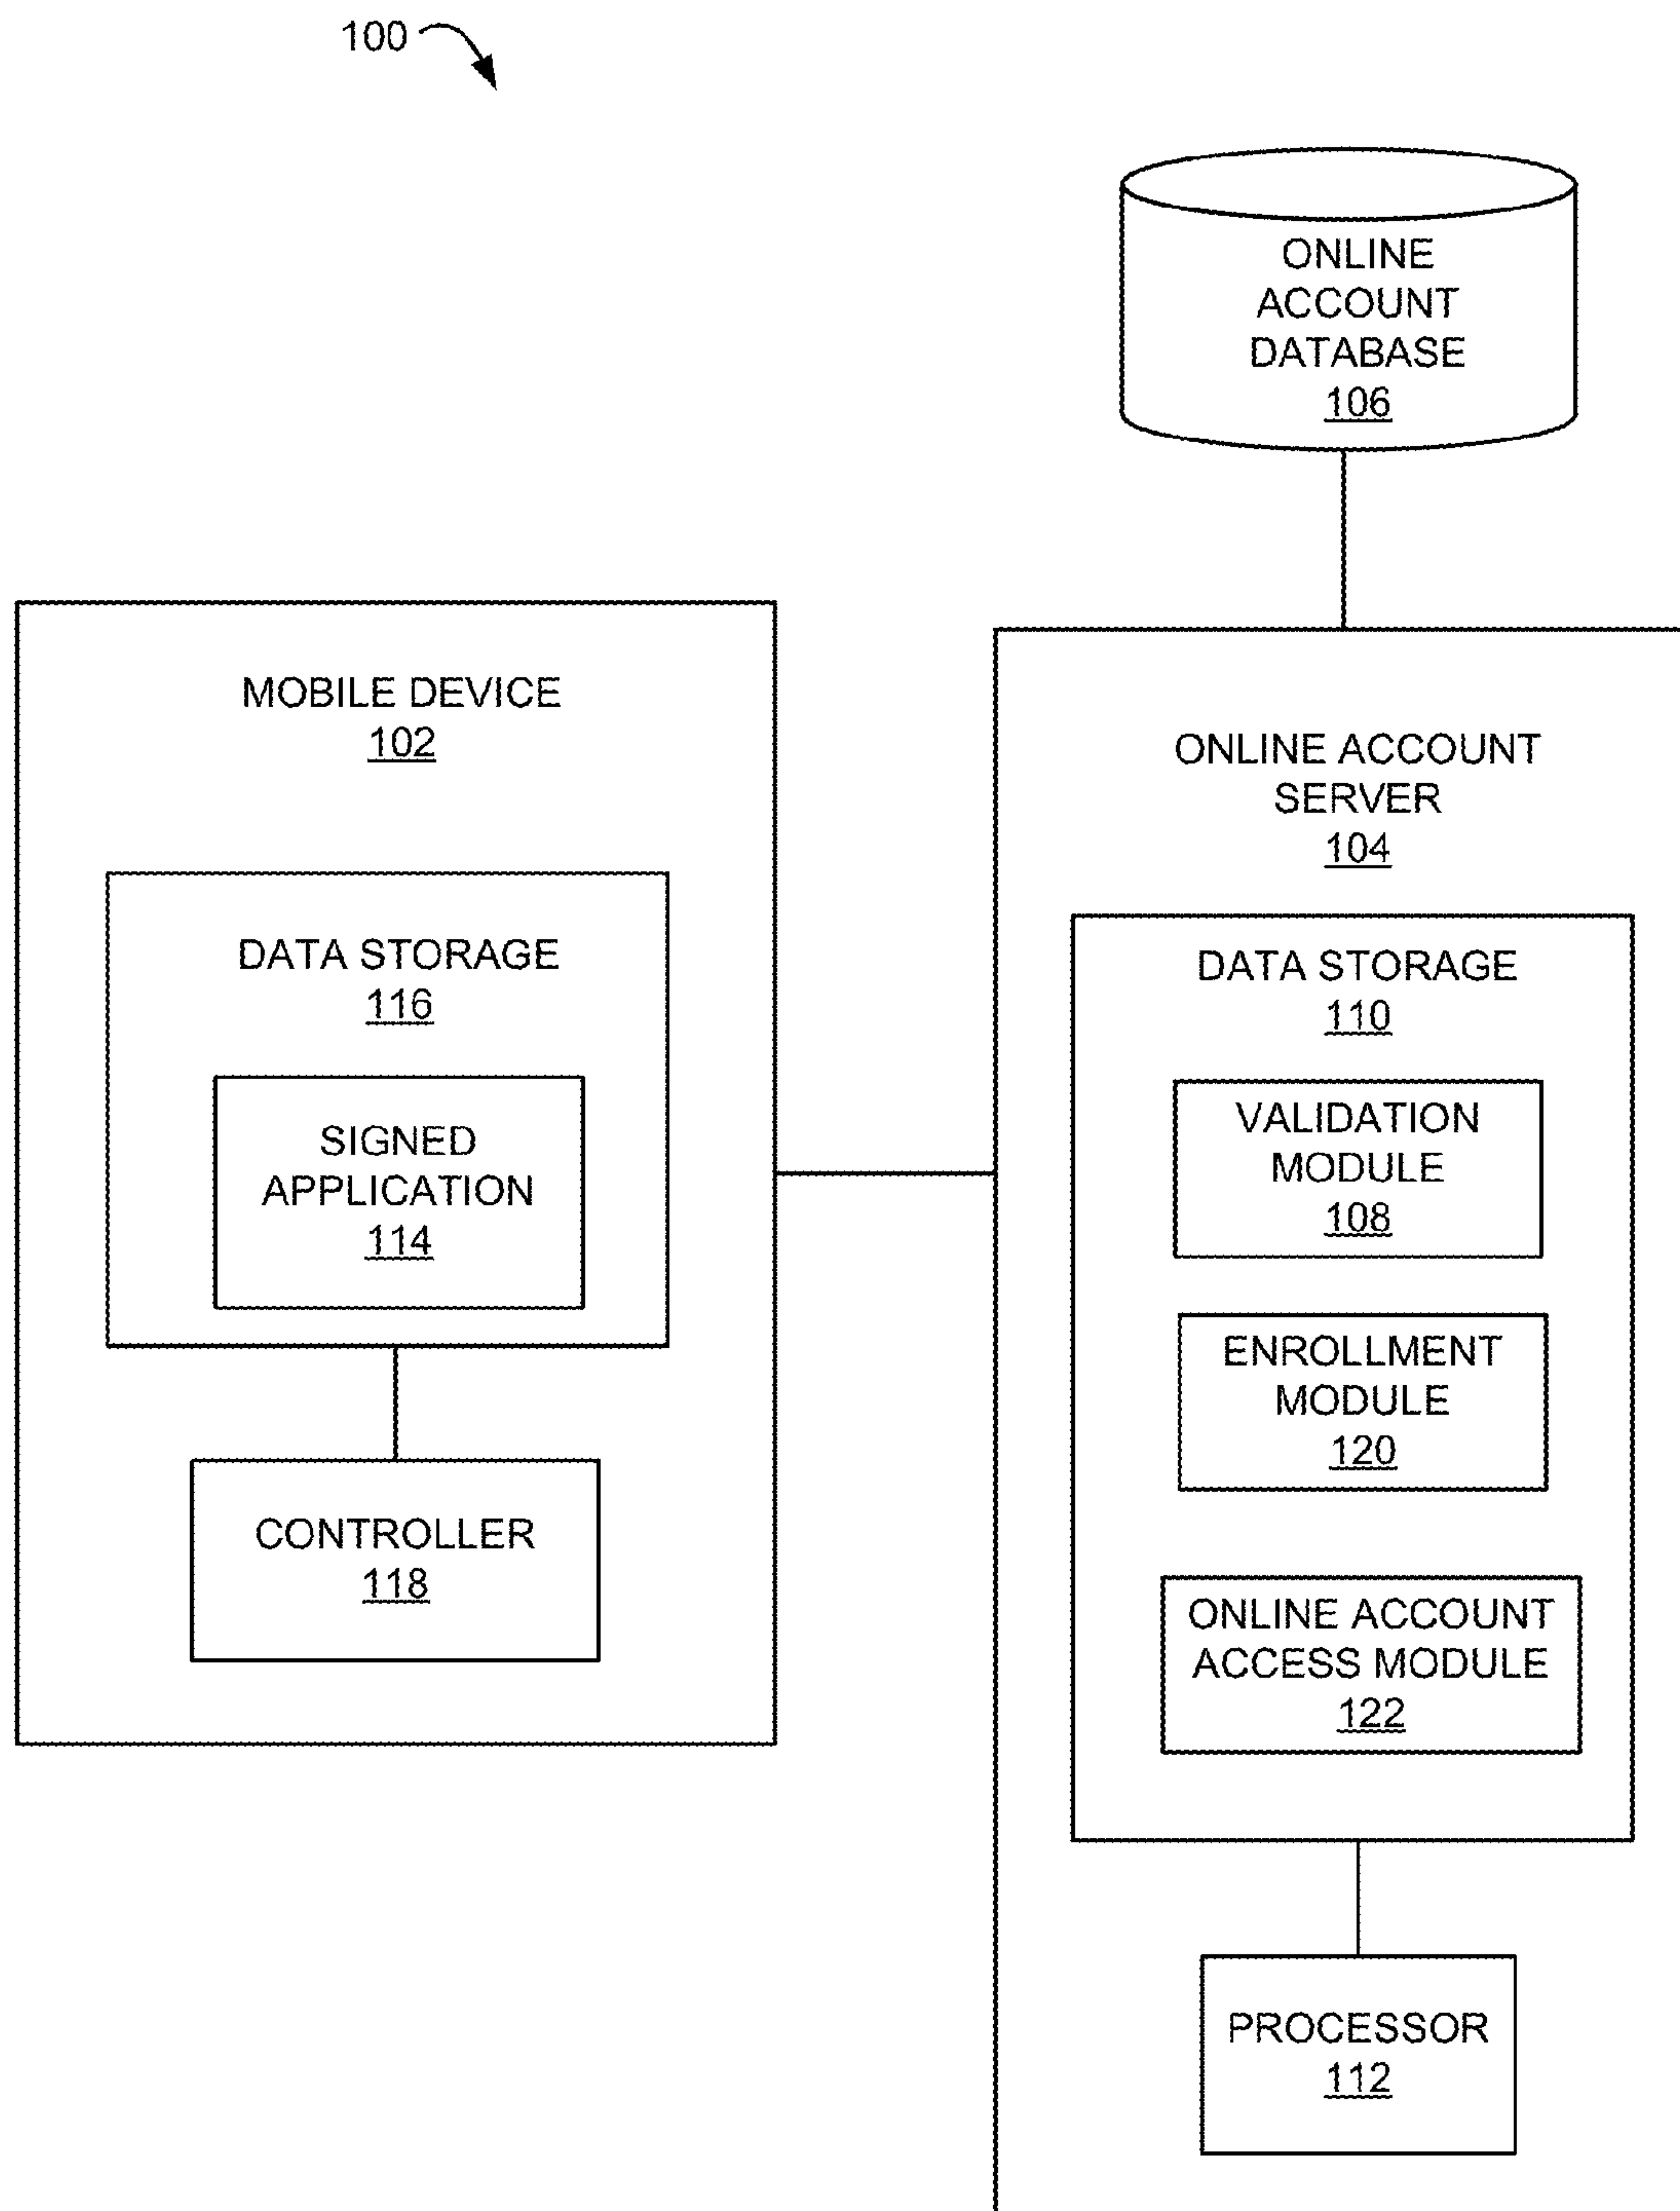 100
ONLINE
ACCOUNT
DATABASE
106
MOBILE DEVICE
102
DATA STORAGE
116
SIGNED
APPLICATION
114
CONTROLLER
118
ONLINE ACCOUNT
SERVER
104
DATA STORAGE
110
VALIDATION
MODULE
108
ENROLLMENT
MODULE
120
ONLINE ACCOUNT
ACCESS MODULE
122
PROCESSOR
112